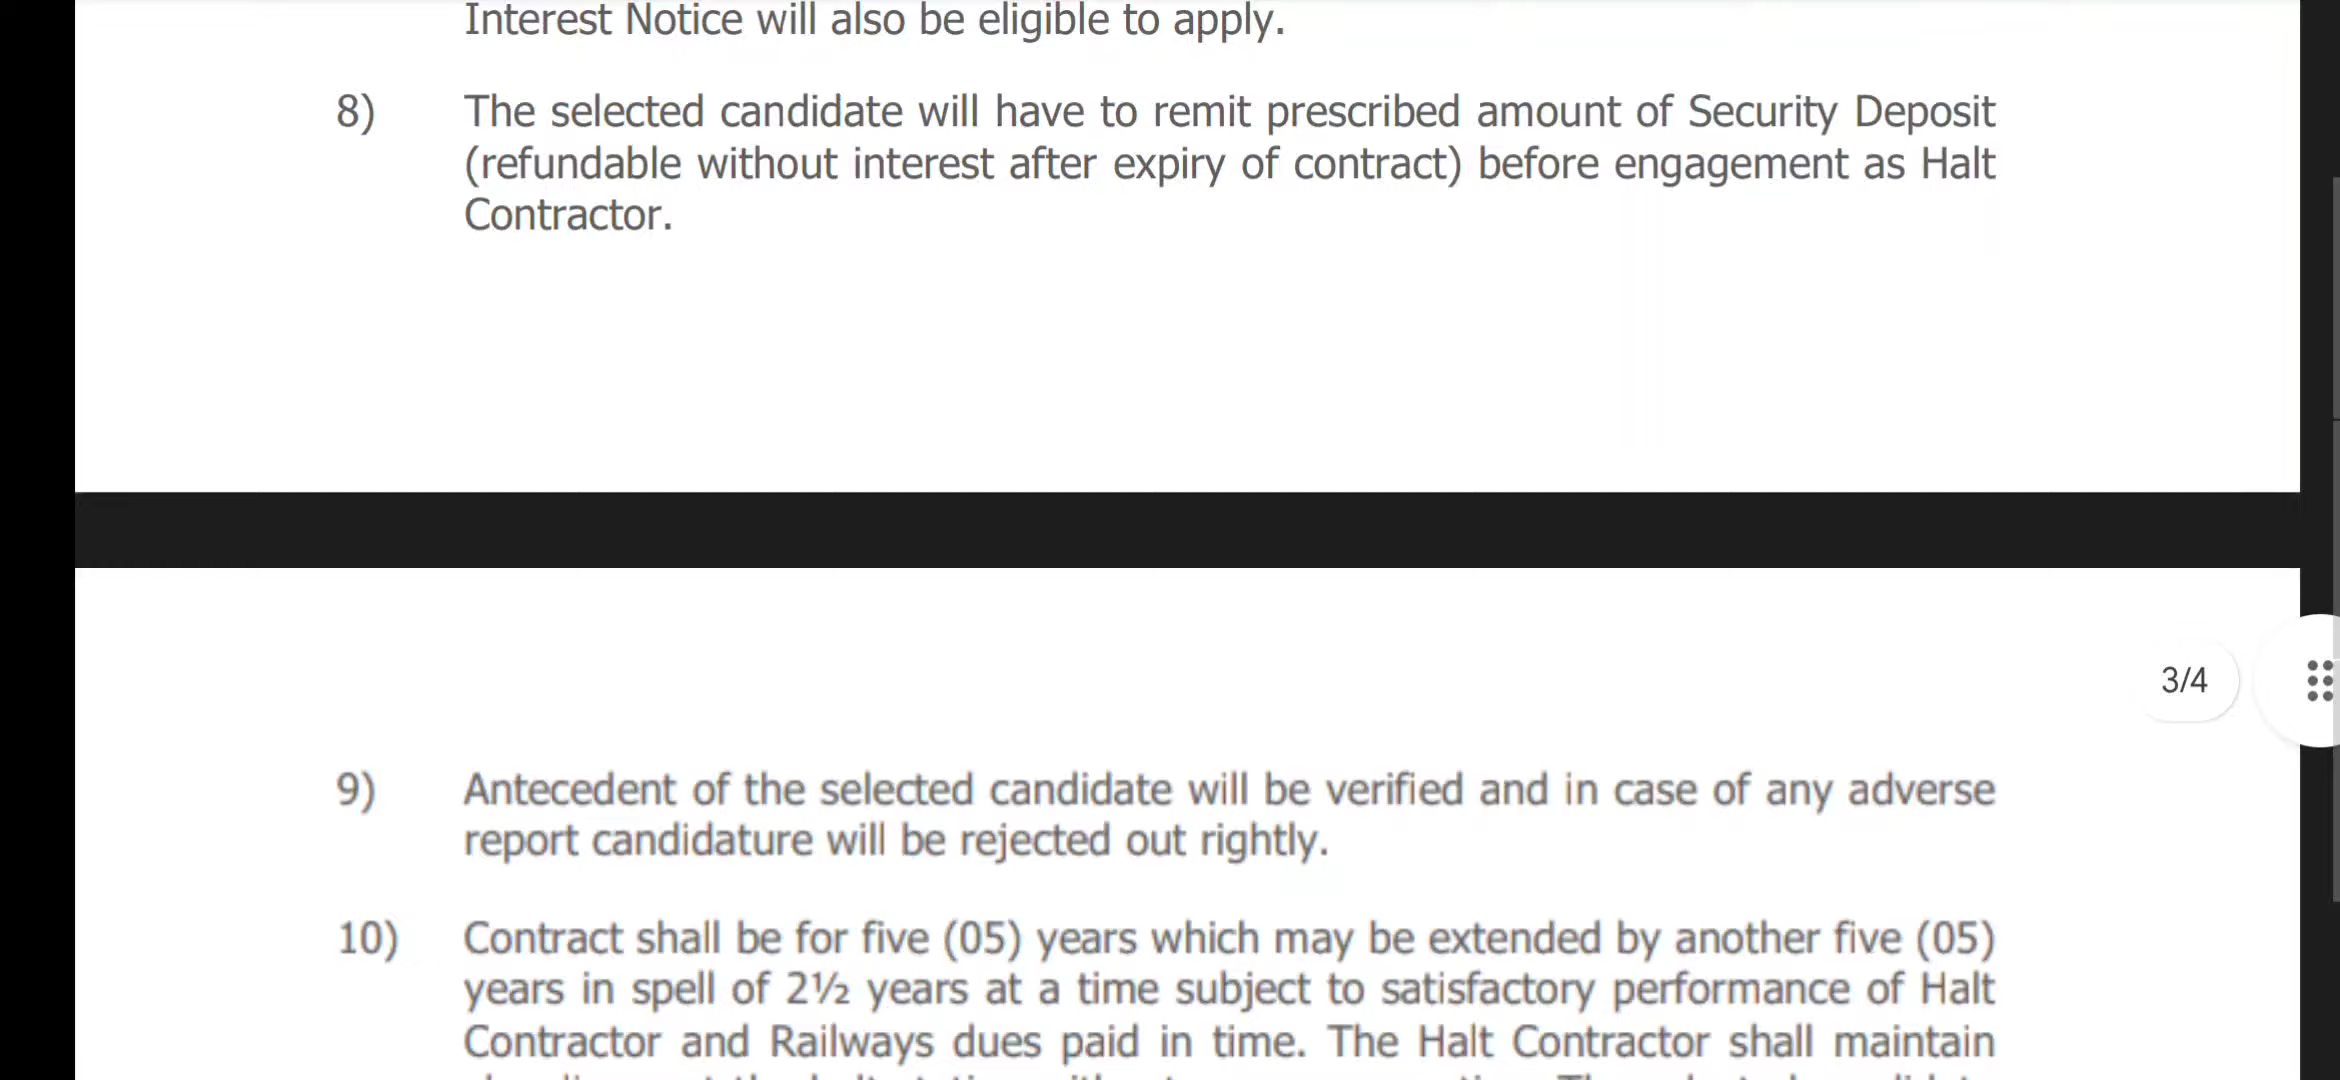 Interest Notice will also be eligible to apply.
8) The selected candidate will have to remit prescribed amount of Security Deposit
(refundable without interest after expiry of contract) before engagement as Halt
Contractor.
3/4
9) Antecedent of the selected candidate will be verified and in case of any adverse
report candidature will be rejected out rightly.
10) Contract shall be for five (05) years which may be extended by another five (05)
years in spell of 2½ years at a time subject to satisfactory performance of Halt
Contractor and Railways dues paid in time. The Halt Contractor shall maintain